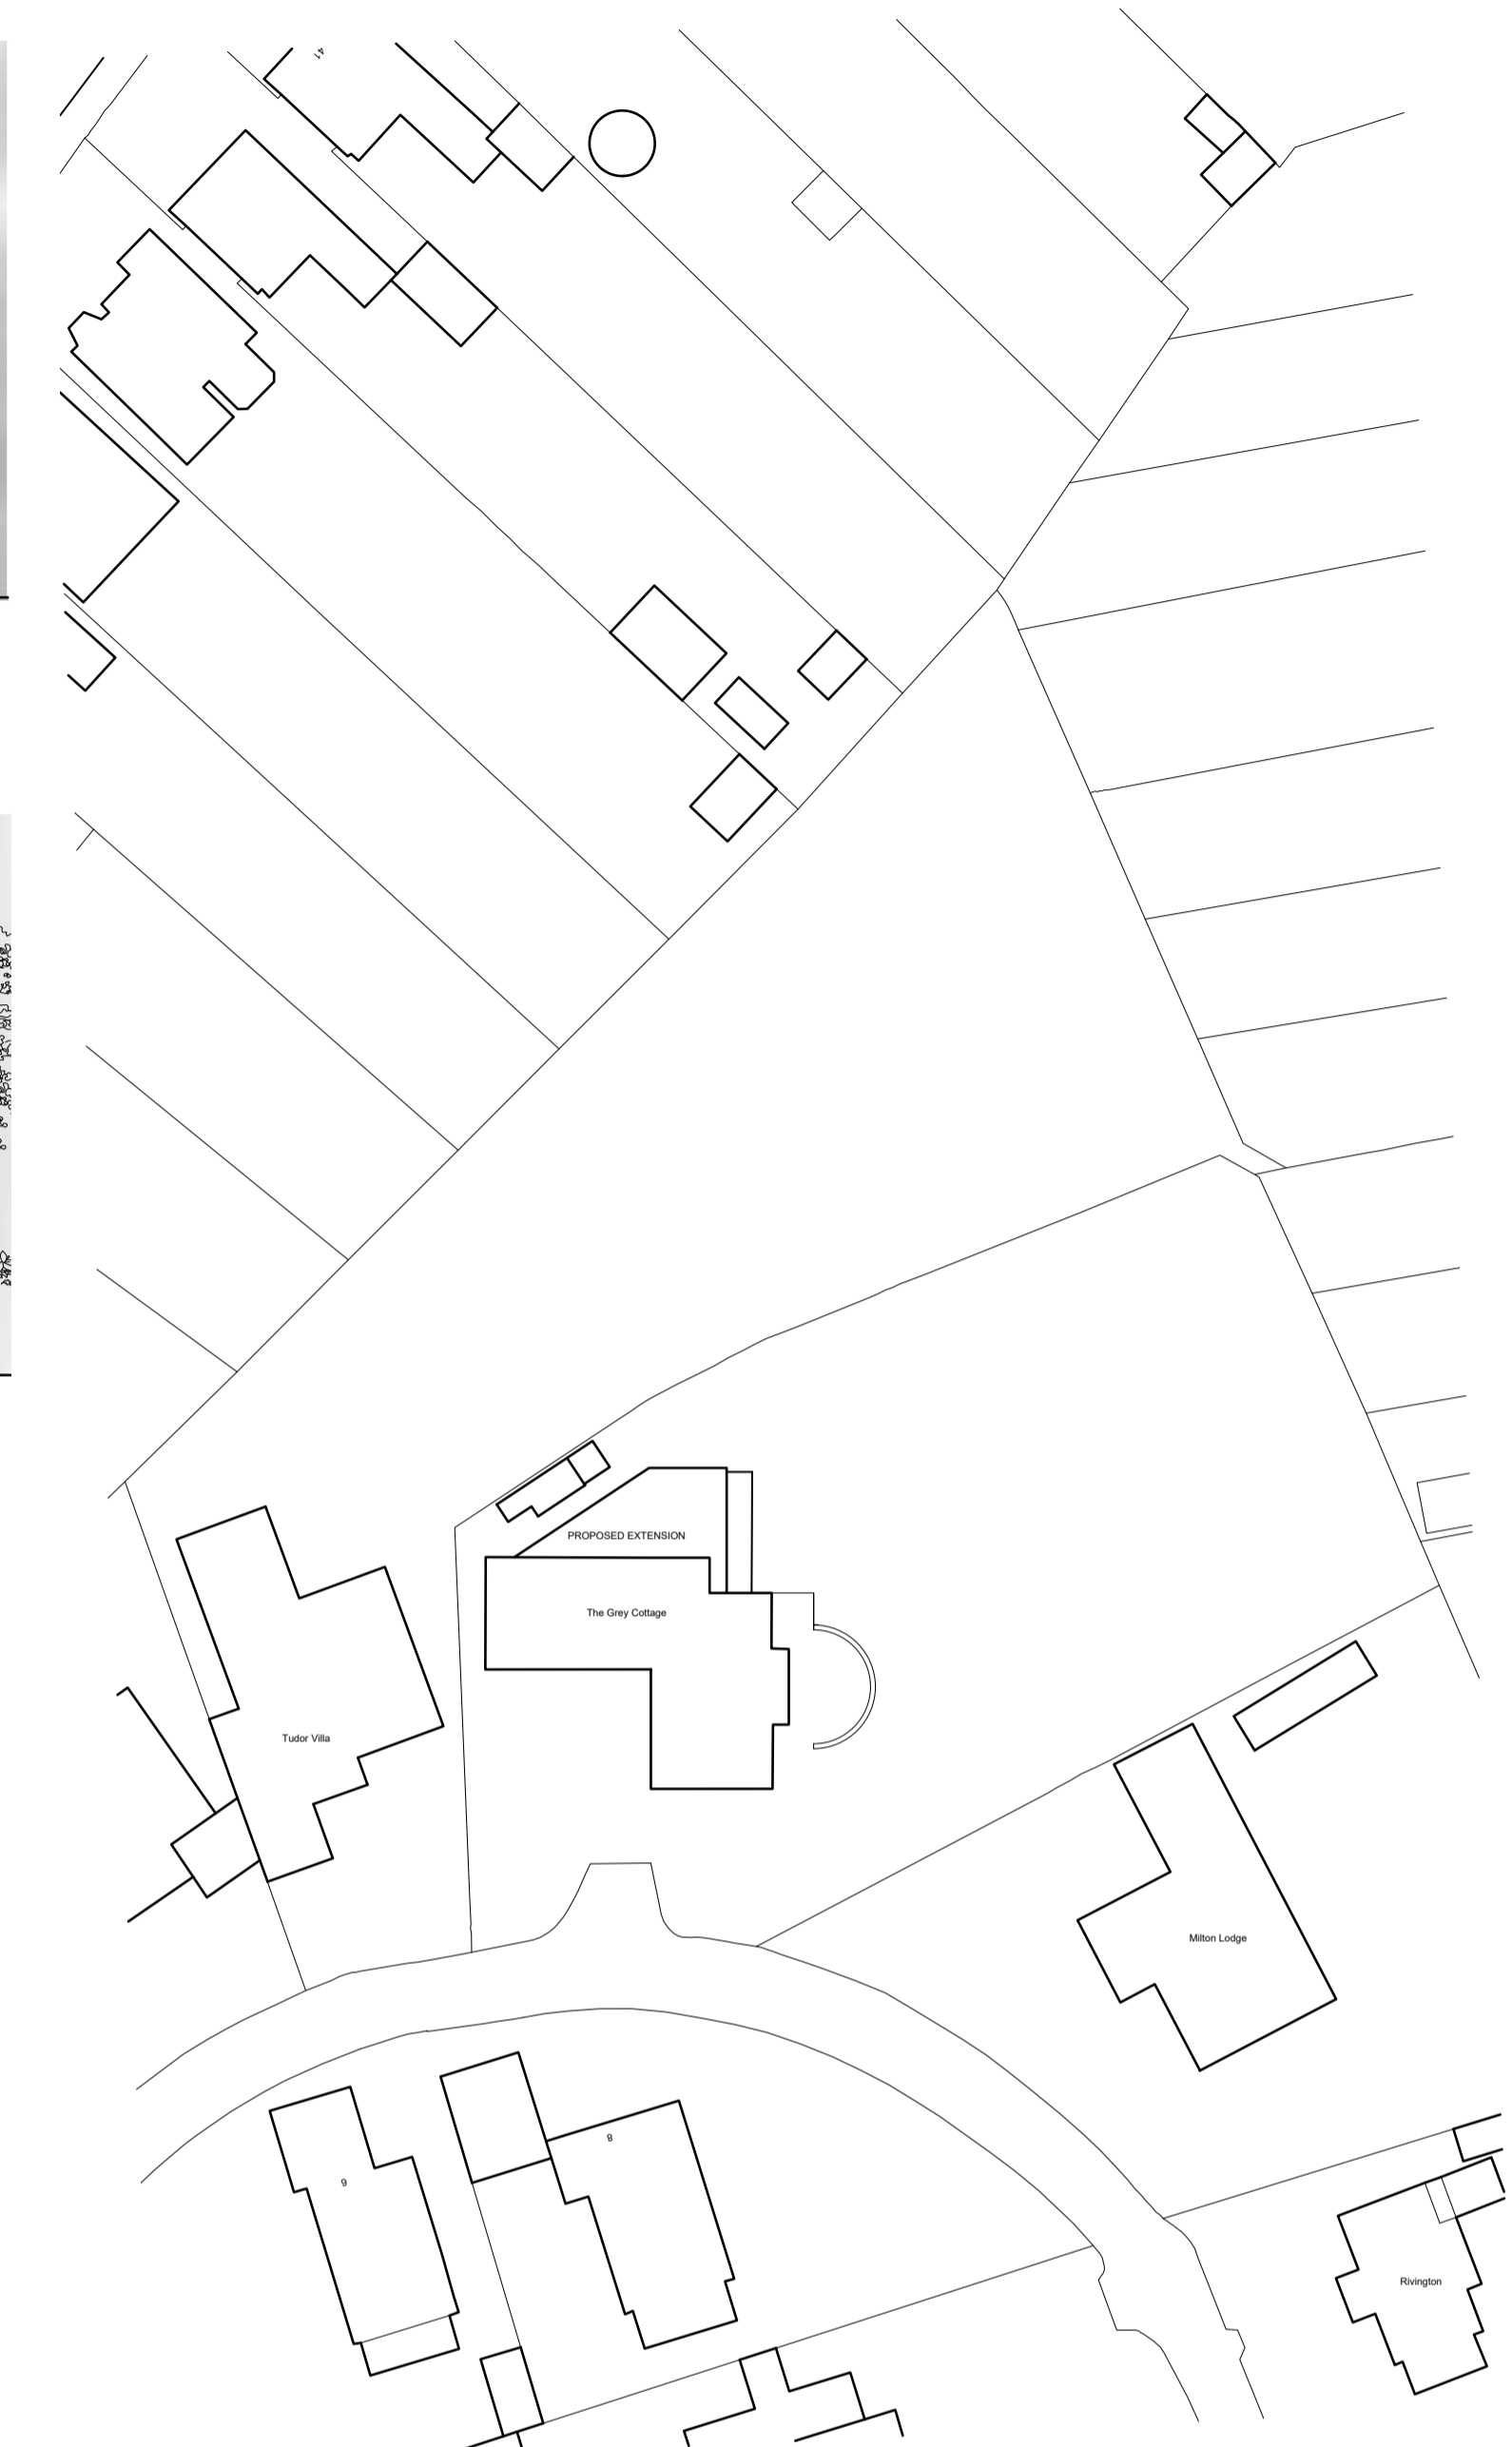 41
PROPOSED EXTENSION
The Grey Cottage
Tudor Villa
Milton Lodge
8
9
Rivington